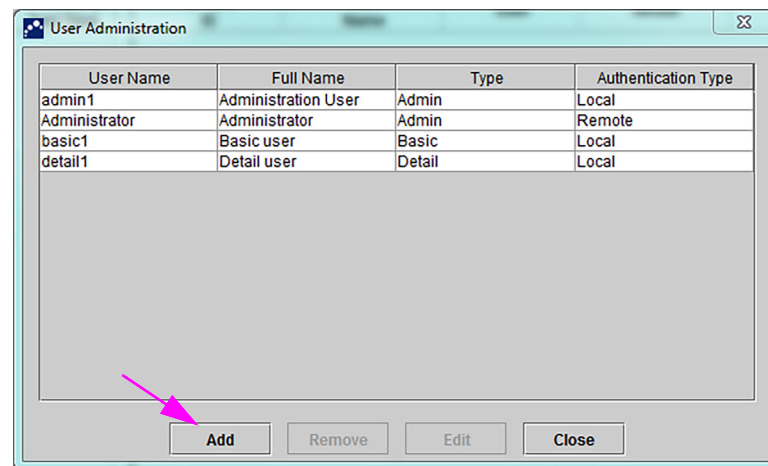 User Administration
User Name Full Name Type Authentication Type
admin1 Administration User Admin Local
Administrator Administrator Admin Remote
basic1 Basic user Basic Local
detail1 Detail user Detail Local
Add Remove Edit Close